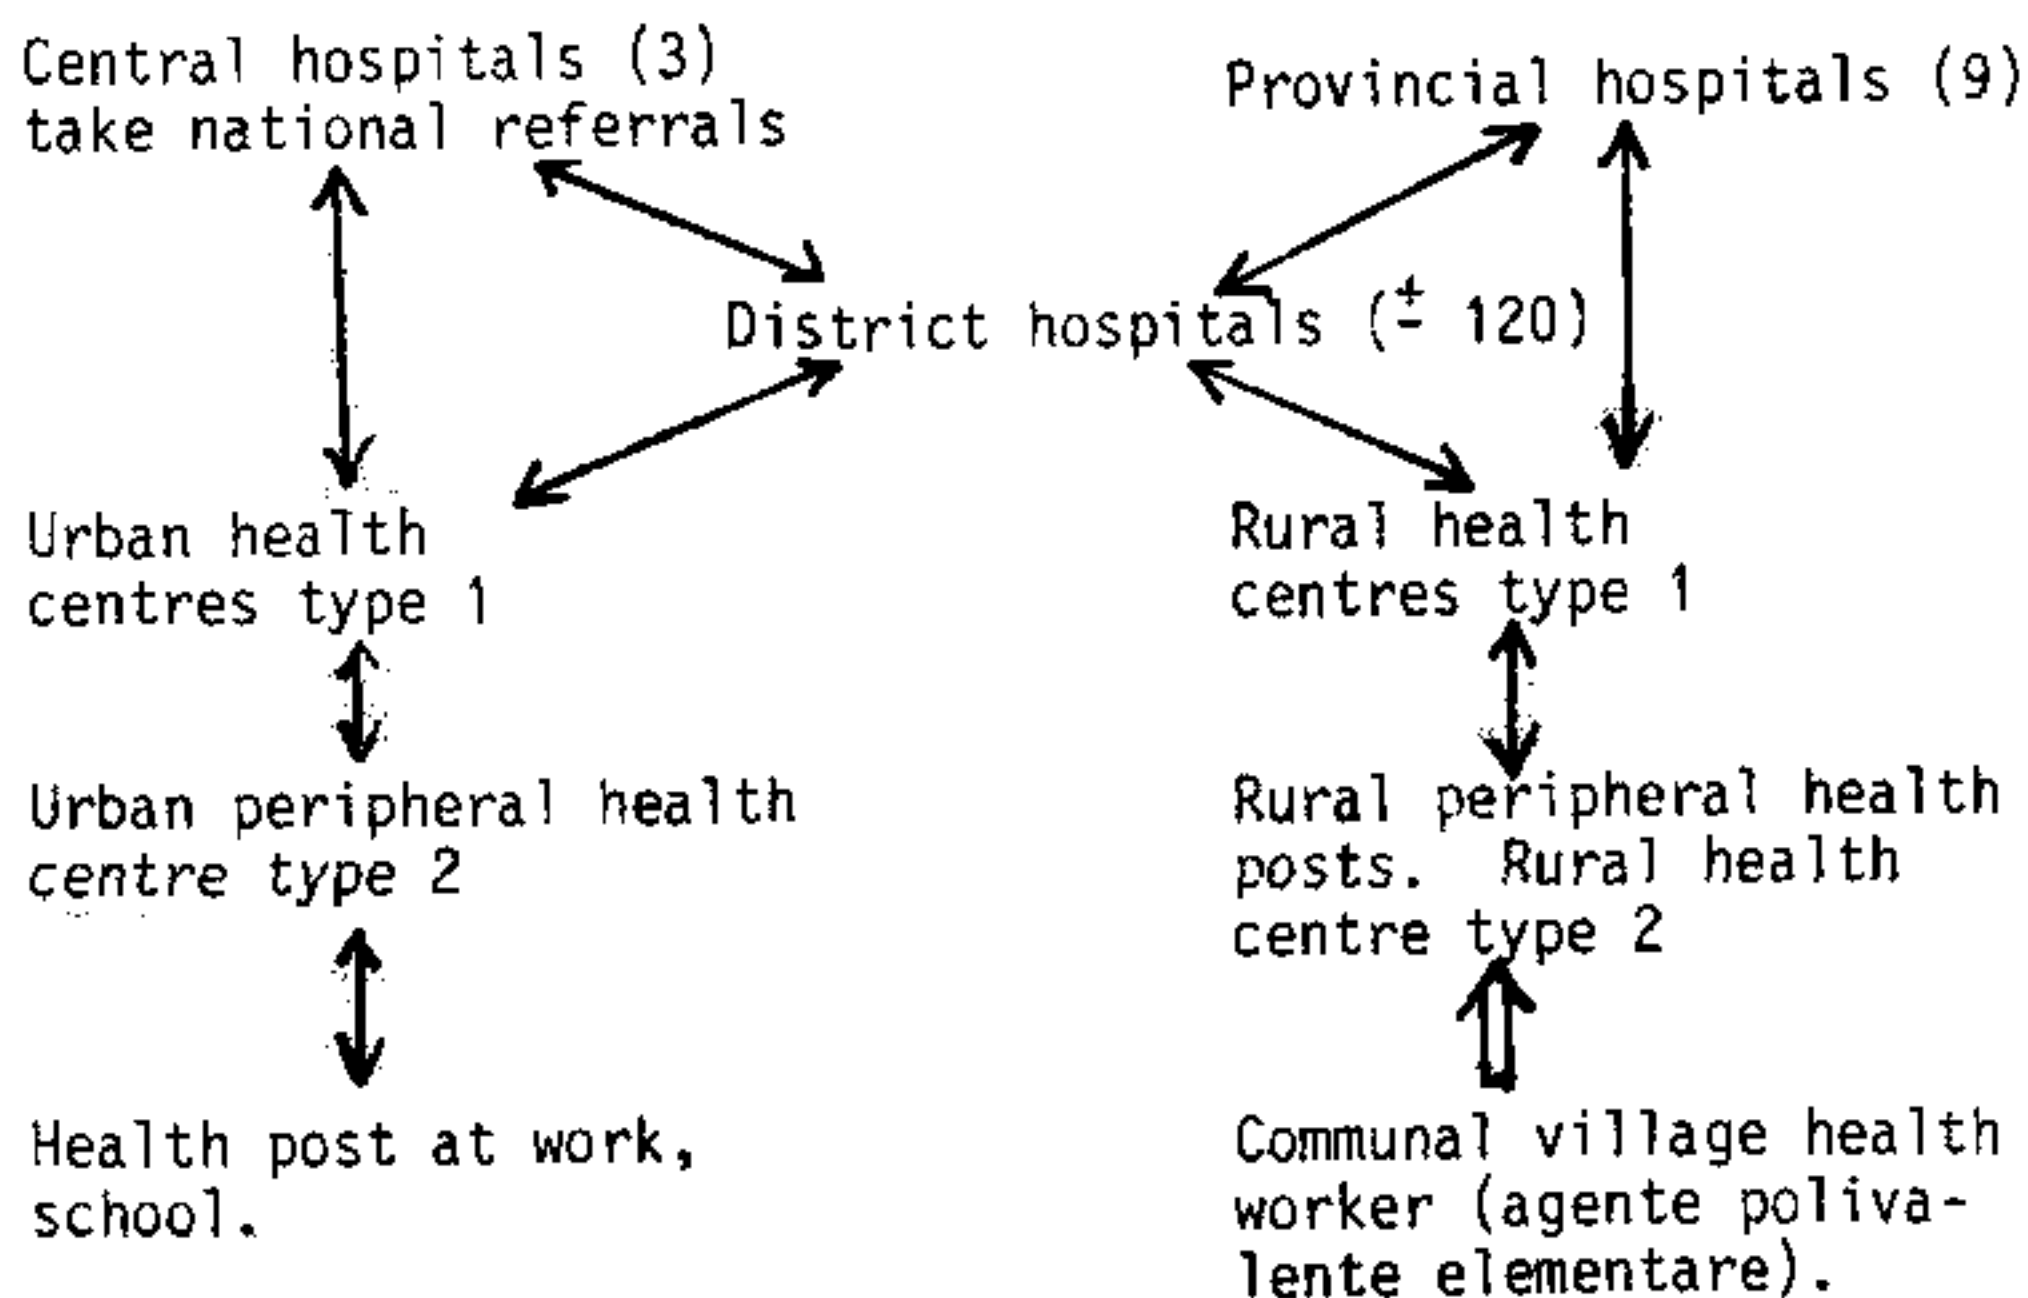 Central hospitals (3)
take national referrals
Provincial hospitals (9)
District hospitals (± 120)
Urban health
centres type 1
Rural health
centres type 1
Urban peripheral health
centre type 2
Rural peripheral health
posts. Rural health
centre type 2
Health post at work,
school.
Communal village health
worker (agente poliva-
lente elementare).